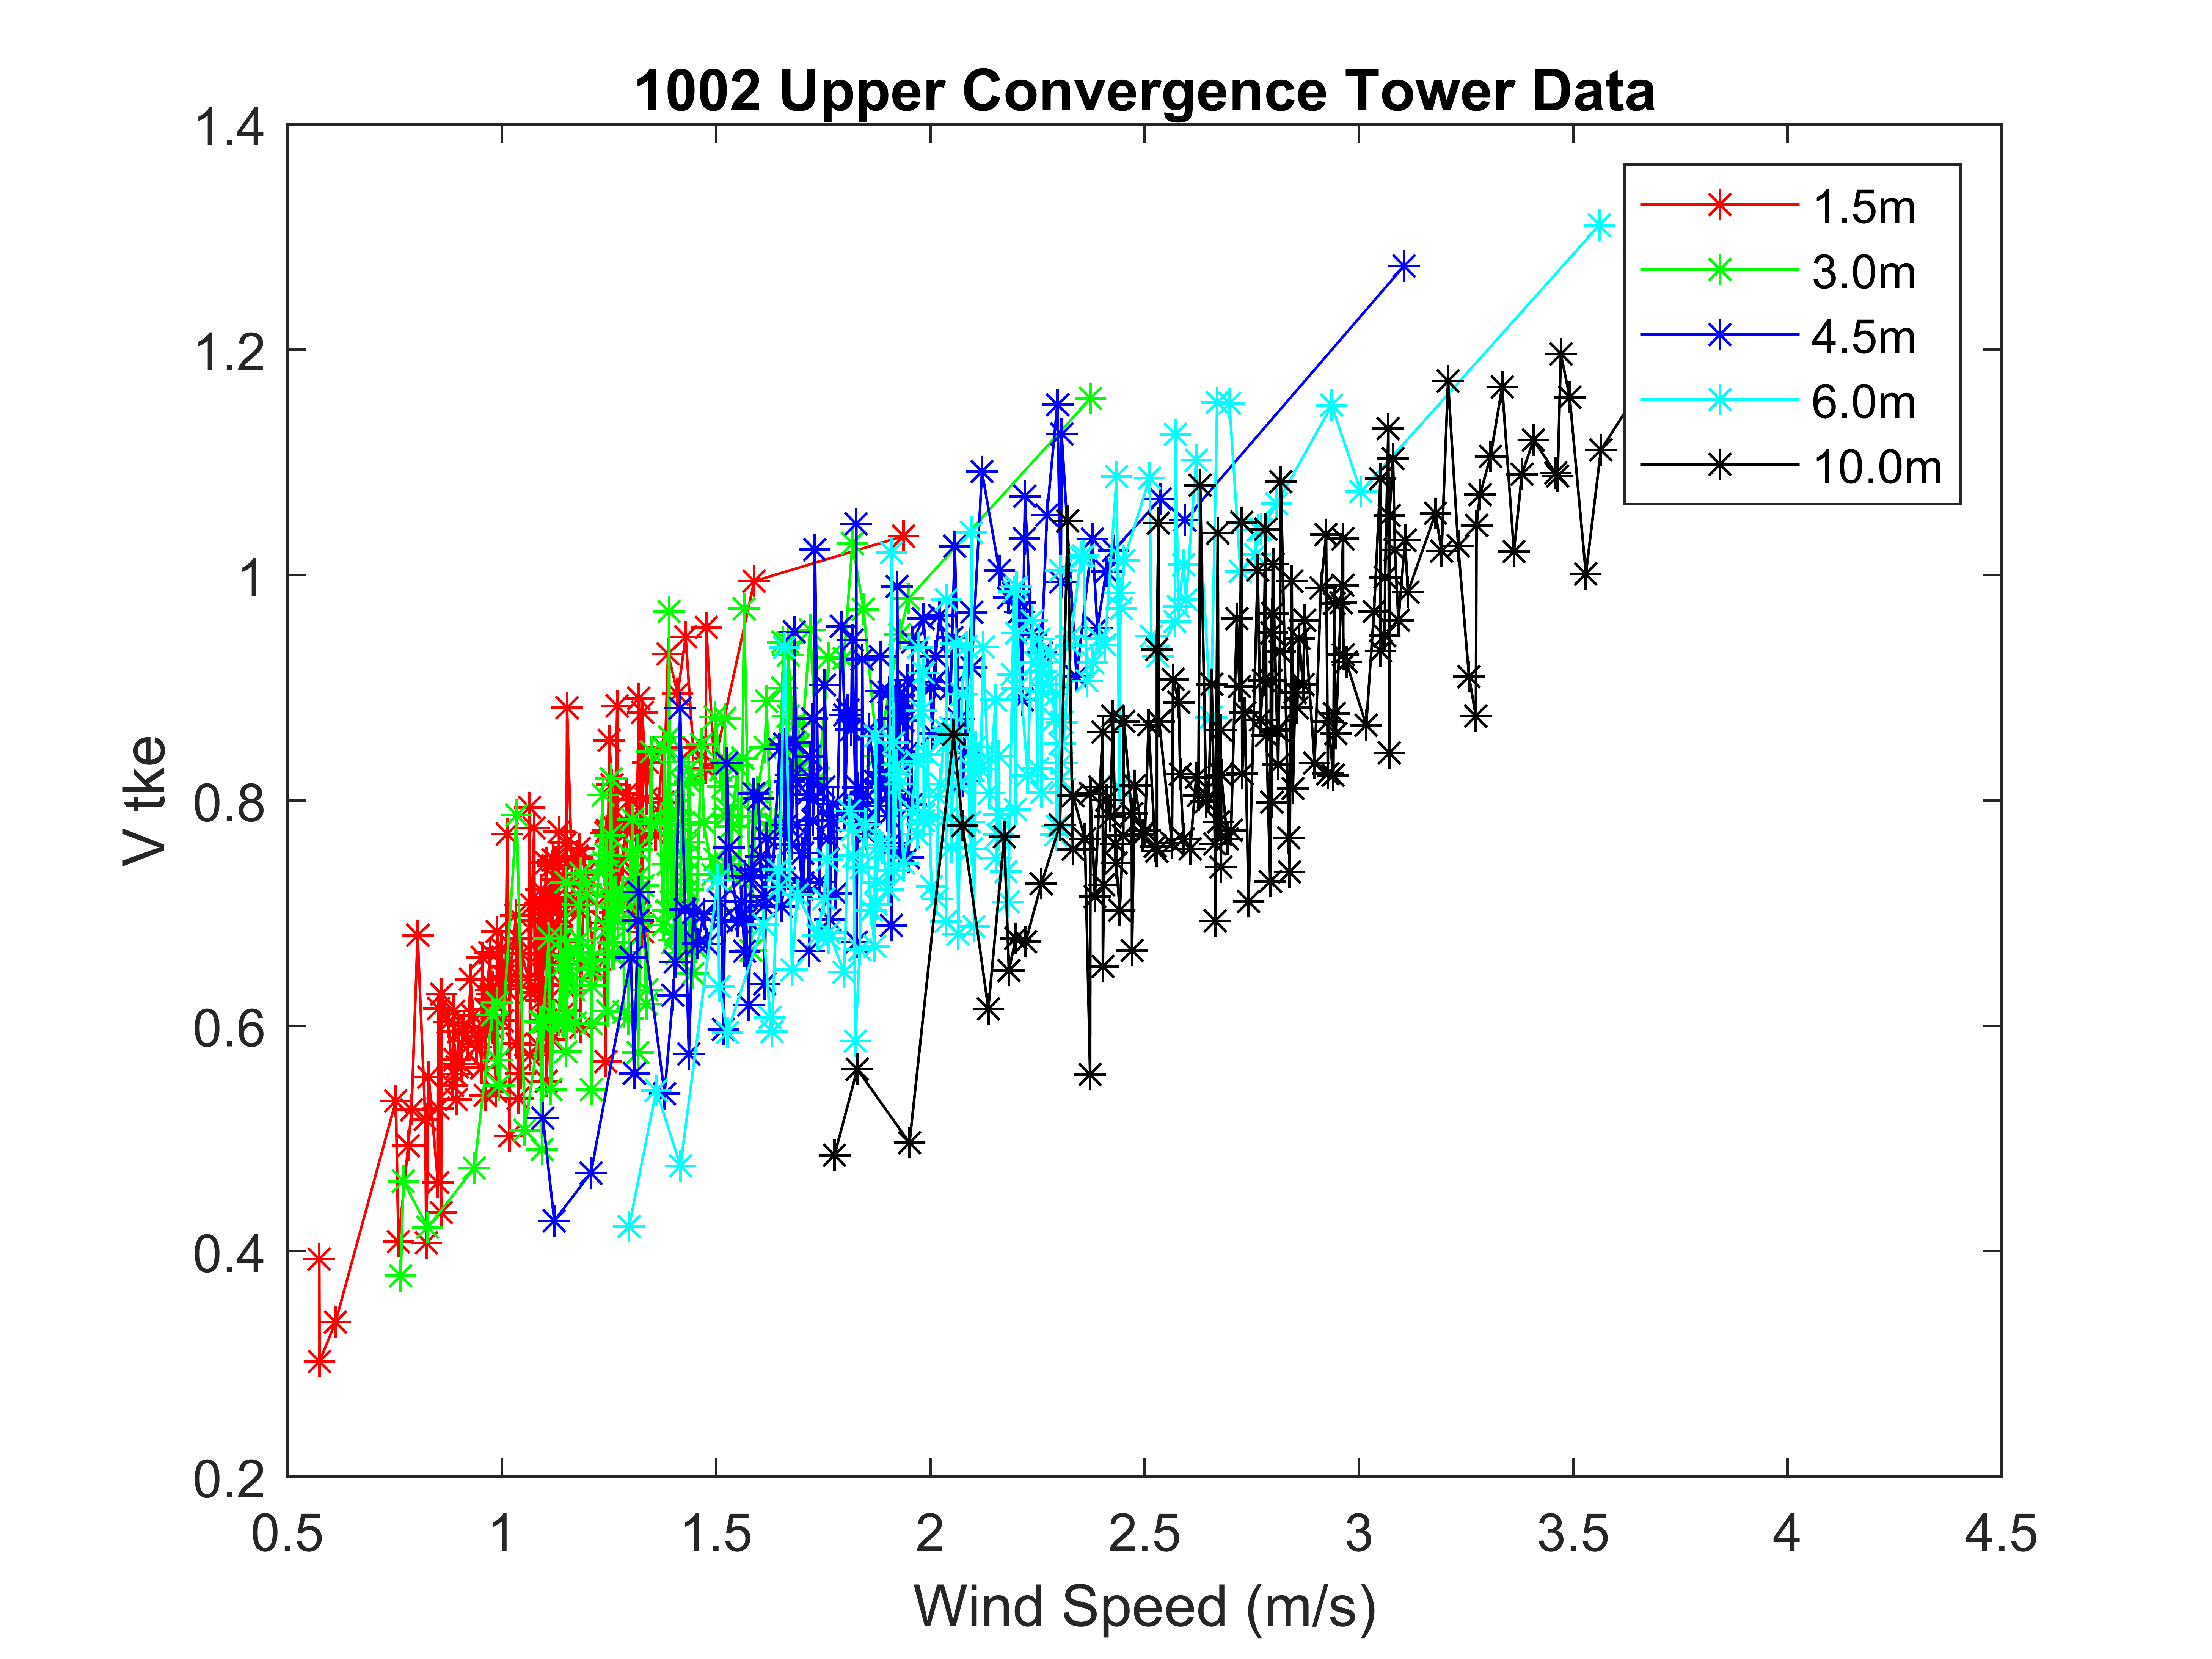 1002 Upper Convergence Tower Data
1.4
1.2
1
0.8
0.6
0.4
0.2
V tke
1.5m
3.0m
4.5m
6.0m
10.0m
0.5 1 1.5 2 2.5 3 3.5 4 4.5
Wind Speed (m/s)